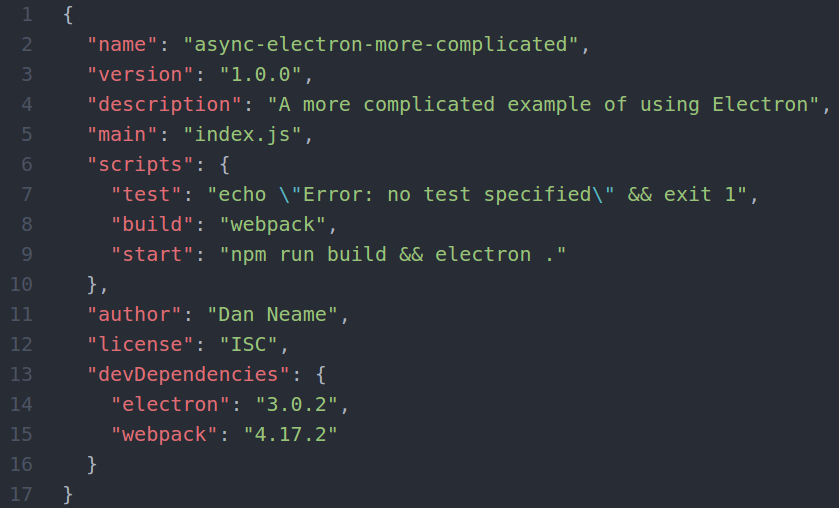 1 {
2   "name": "async-electron-more-complicated",
3   "version": "1.0.0",
4   "description": "A more complicated example of using Electron",
5   "main": "index.js",
6   "scripts": {
7     "test": "echo \"Error: no test specified\" && exit 1",
8     "build": "webpack",
9     "start": "npm run build && electron ."
10   },
11   "author": "Dan Neame",
12   "license": "ISC",
13   "devDependencies": {
14     "electron": "3.0.2",
15     "webpack": "4.17.2"
16   }
17 }